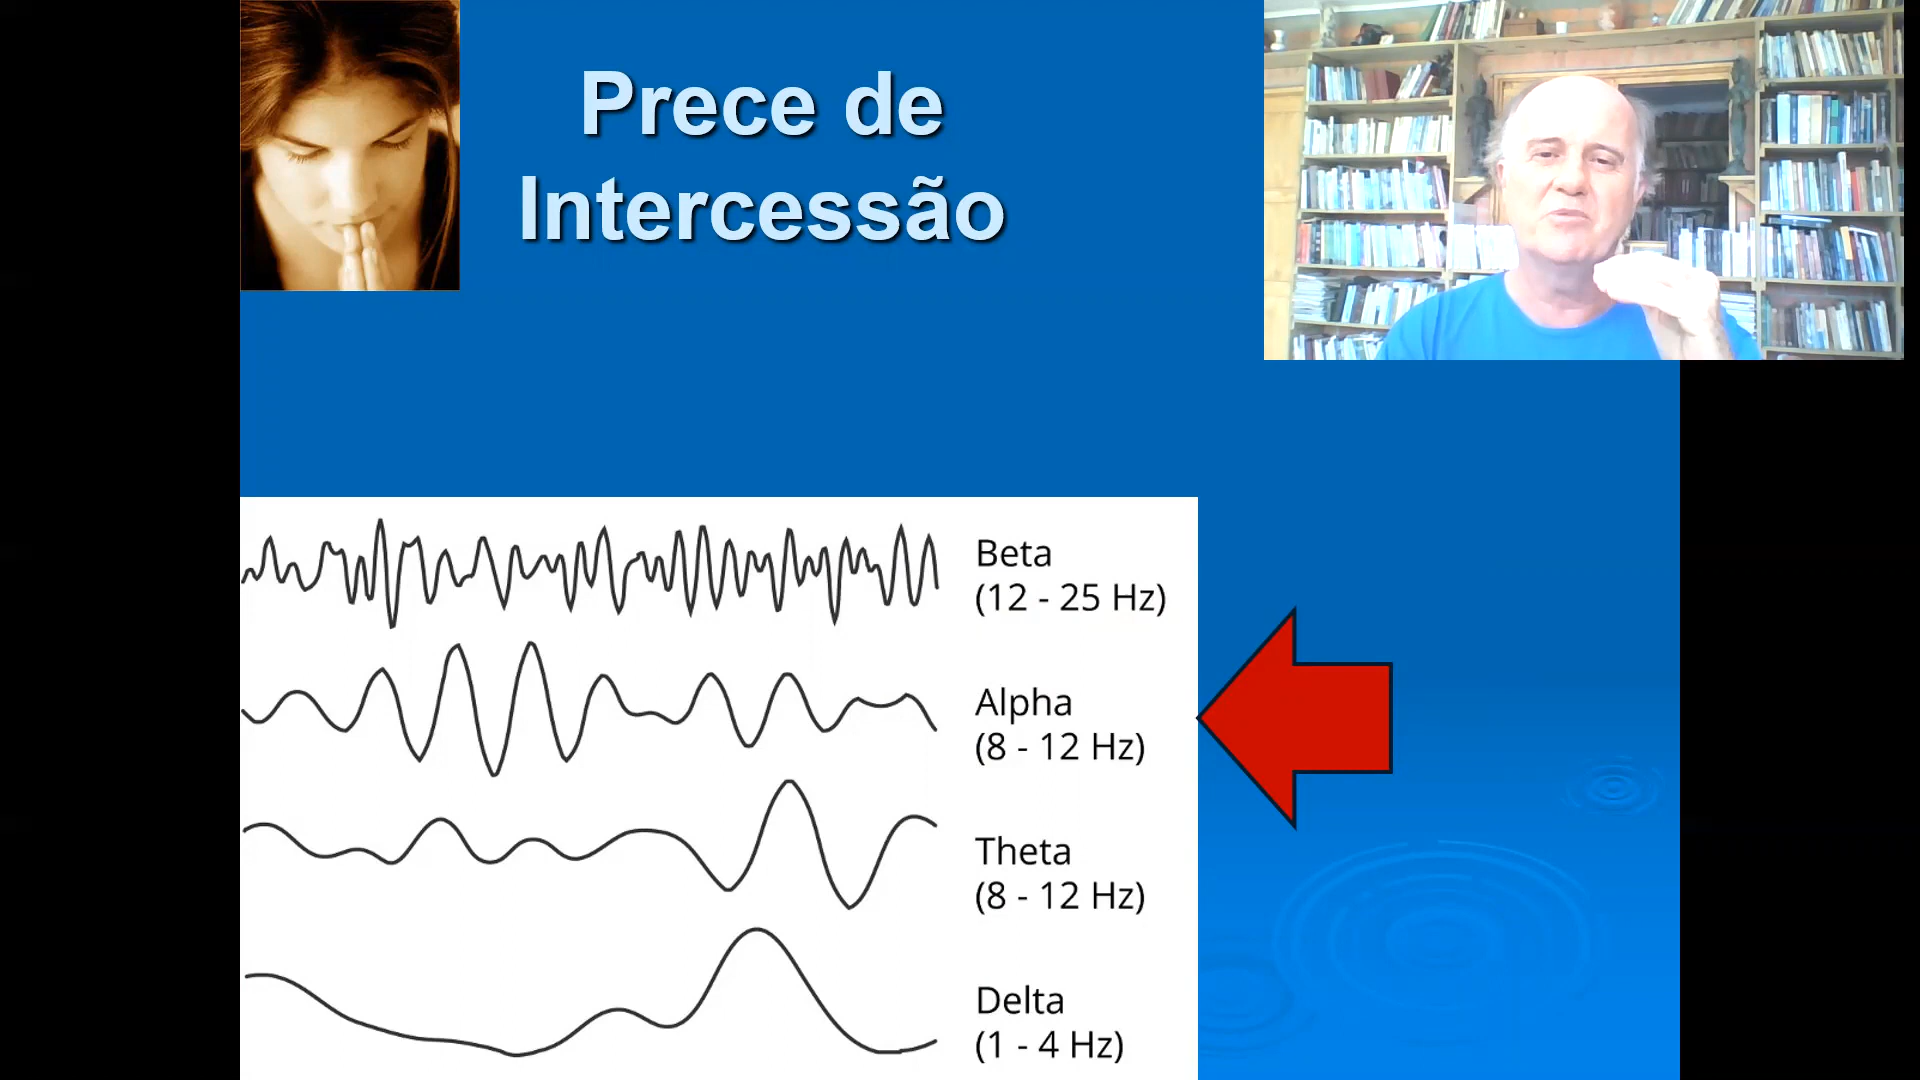 Prece de
Intercessão
Beta
(12 - 25 Hz)
Alpha
(8 - 12 Hz)
Theta
(8 - 12 Hz)
Delta
(1 - 4 Hz)